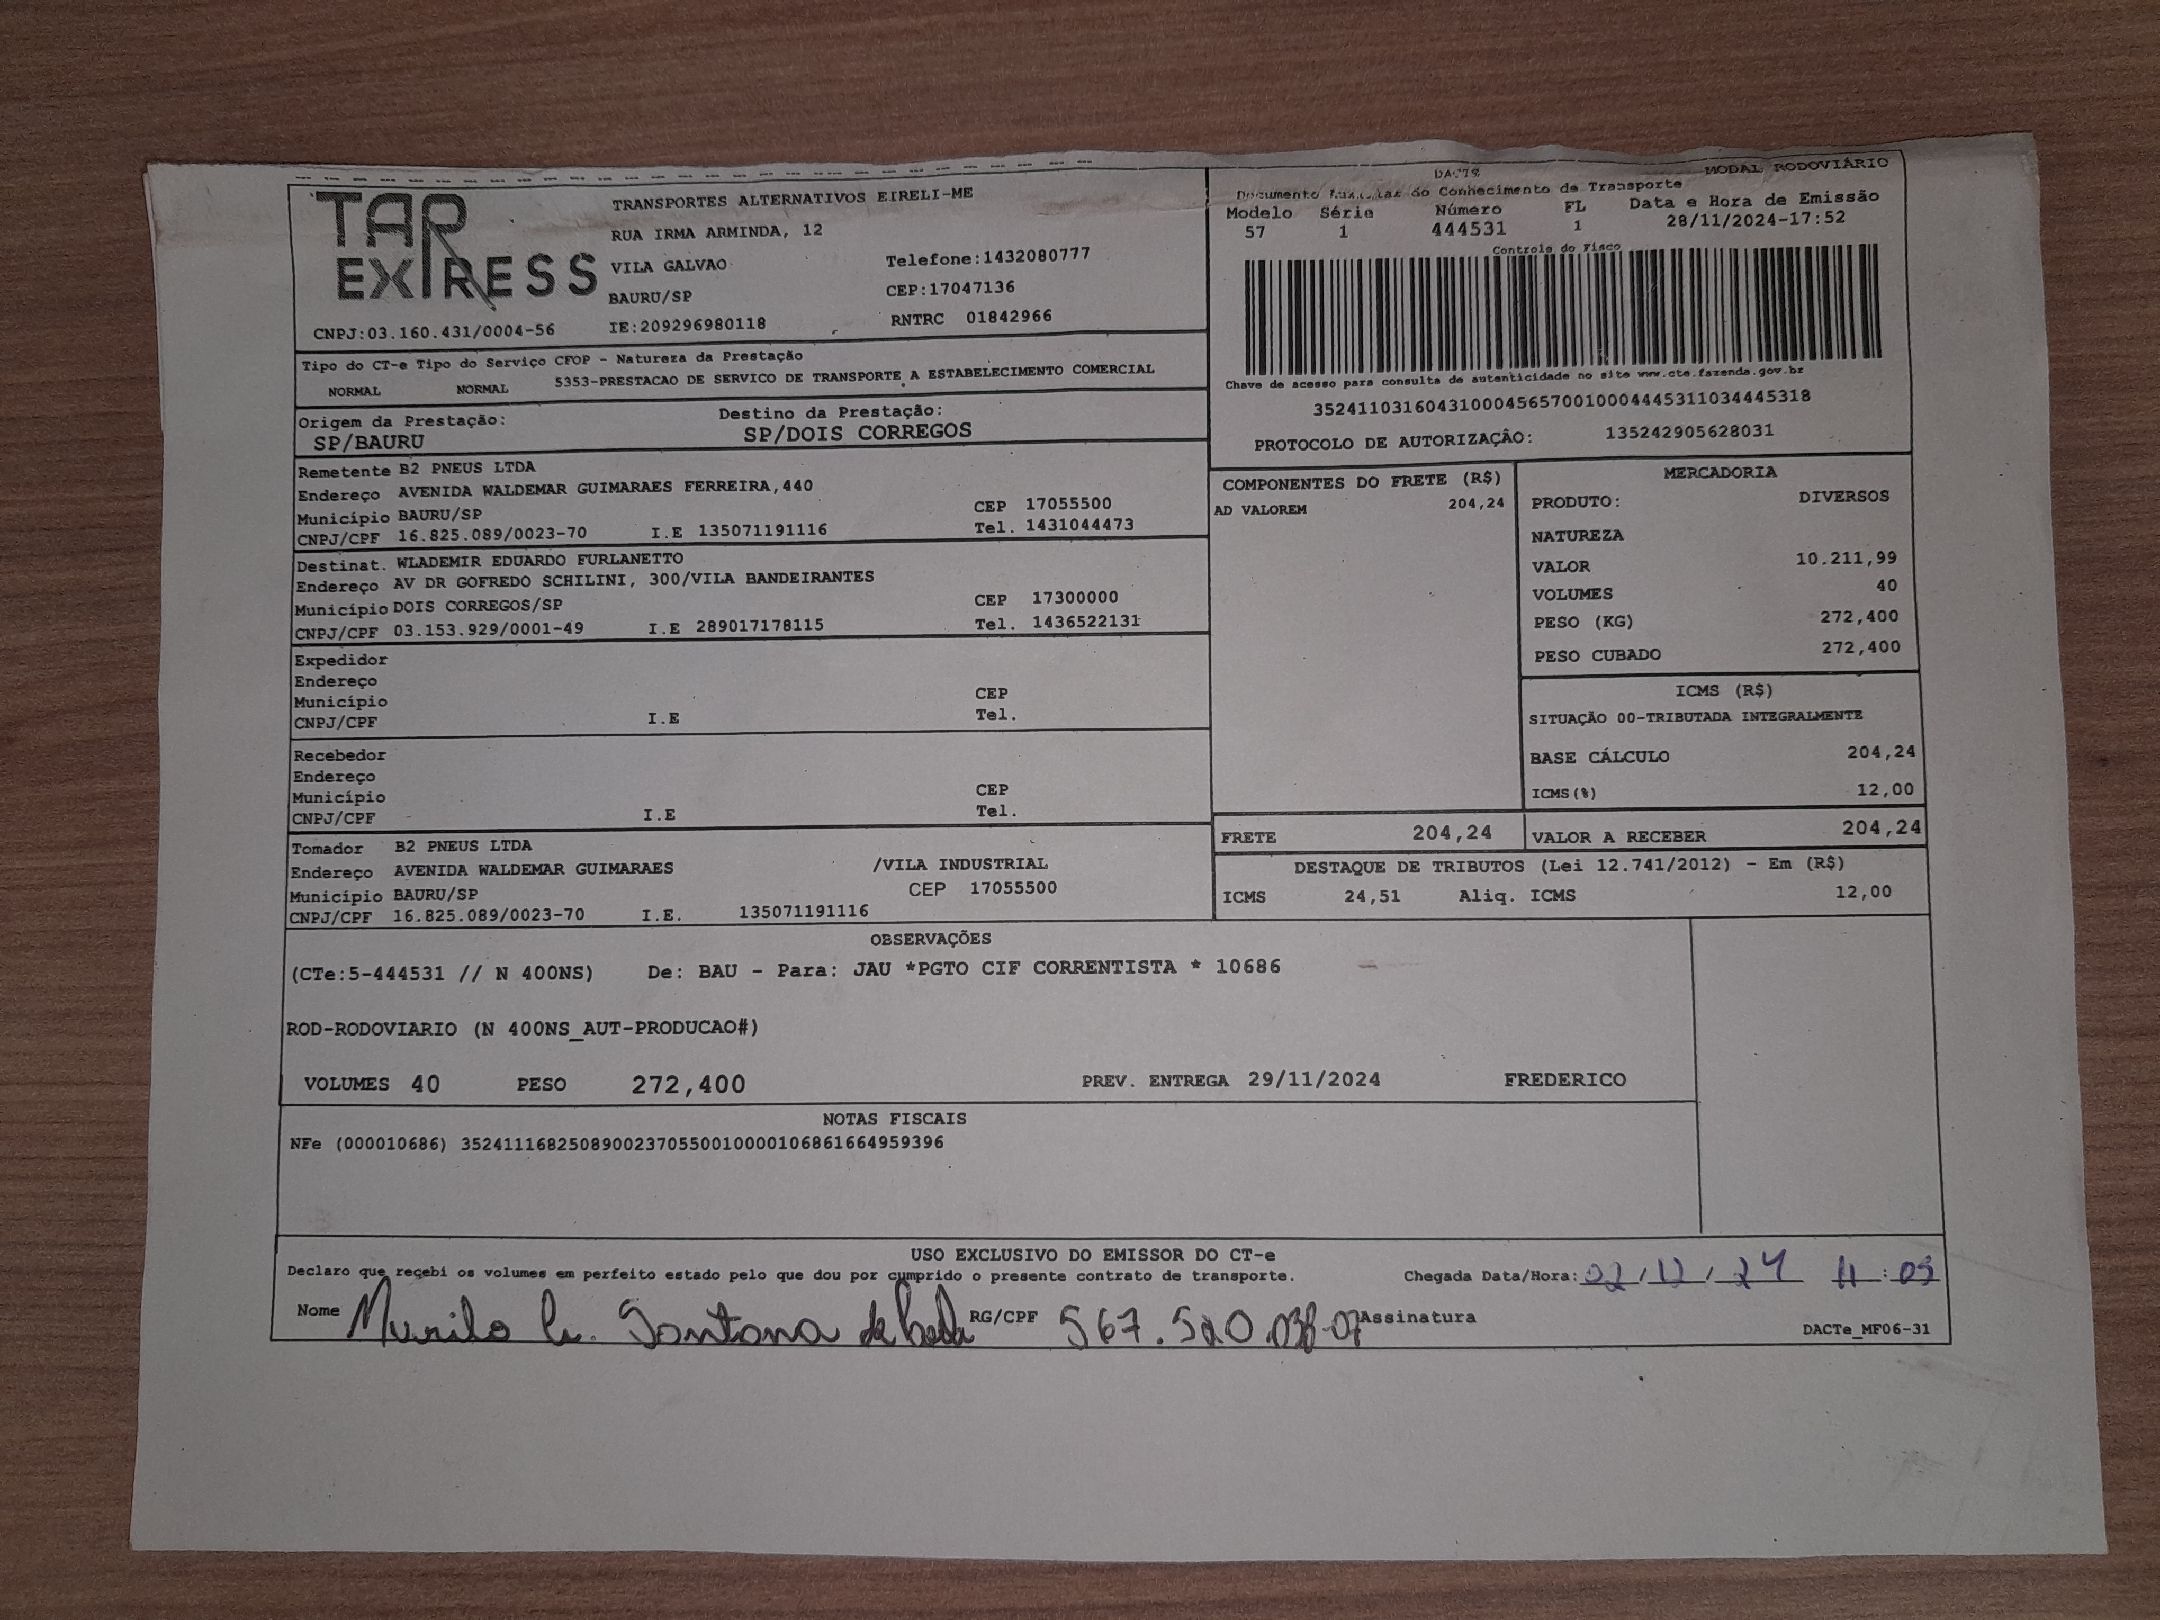 TAP EXPRESS
TRANSPORTES ALTERNATIVOS EIRELI-ME
RUA IRMA ARMINDA, 12
VILA GALVAO Telefone:1432080777
BAURU/SP CEP:17047136
CNPJ:03.160.431/0004-56 IE:209296980118 RNTRC 01842966
MODAL RODOVIÁRIO
Documento Auxiliar do Conhecimento de Transporte
Modelo Série Número FL Data e Hora de Emissão
57 1 444531 1 28/11/2024-17:52
Controle do Fisco
Chave de acesso para consulta de autenticidade no site www.cte.fazenda.gov.br
35241103160431000456570010004445311034445318
PROTOCOLO DE AUTORIZAÇÃO: 135242905628031
Tipo do CT-e Tipo do Serviço CFOP - Natureza da Prestação
NORMAL NORMAL 5353-PRESTACAO DE SERVICO DE TRANSPORTE A ESTABELECIMENTO COMERCIAL
Origem da Prestação: Destino da Prestação:
SP/BAURU SP/DOIS CORREGOS
Remetente B2 PNEUS LTDA
Endereço AVENIDA WALDEMAR GUIMARAES FERREIRA,440
Município BAURU/SP CEP 17055500
CNPJ/CPF 16.825.089/0023-70 I.E 135071191116 Tel. 1431044473
Destinat. WLADEMIR EDUARDO FURLANETTO
Endereço AV DR GOFREDO SCHILINI, 300/VILA BANDEIRANTES
Município DOIS CORREGOS/SP CEP 17300000
CNPJ/CPF 03.153.929/0001-49 I.E 289017178115 Tel. 1436522131
Expedidor
Endereço
Município CEP
CNPJ/CPF I.E Tel.
Recebedor
Endereço
Município CEP
CNPJ/CPF I.E Tel.
Tomador B2 PNEUS LTDA
Endereço AVENIDA WALDEMAR GUIMARAES /VILA INDUSTRIAL
Município BAURU/SP CEP 17055500
CNPJ/CPF 16.825.089/0023-70 I.E. 135071191116
COMPONENTES DO FRETE (R$)
AD VALOREM 204,24
MERCADORIA
PRODUTO: DIVERSOS
NATUREZA
VALOR 10.211,99
VOLUMES 40
PESO (KG) 272,400
PESO CUBADO 272,400
ICMS (R$)
SITUAÇÃO 00-TRIBUTADA INTEGRALMENTE
BASE CÁLCULO 204,24
ICMS(%) 12,00
FRETE 204,24 VALOR A RECEBER 204,24
DESTAQUE DE TRIBUTOS (Lei 12.741/2012) - Em (R$)
ICMS 24,51 Aliq. ICMS 12,00
OBSERVAÇÕES
(CTe:5-444531 // N 400NS) De: BAU - Para: JAU *PGTO CIF CORRENTISTA * 10686
ROD-RODOVIARIO (N 400NS_AUT-PRODUCAO#)
VOLUMES 40 PESO 272,400 PREV. ENTREGA 29/11/2024 FREDERICO
NOTAS FISCAIS
NFe (000010686) 35241116825089002370550010000106861664959396
USO EXCLUSIVO DO EMISSOR DO CT-e
Declaro que recebi os volumes em perfeito estado pelo que dou por cumprido o presente contrato de transporte. Chegada Data/Hora: 02/12/24 11:09
Nome Murilo Santana RG/CPF 567.520.038-07 Assinatura
DACTe_MF06-31